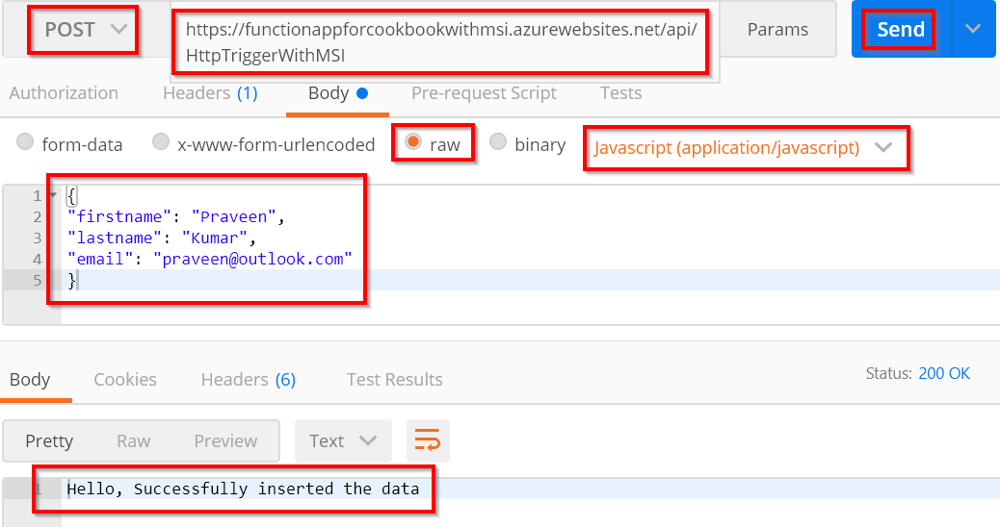 POST
https://functionappforcookbookwithmsi.azurewebsites.net/api/
HttpTriggerWithMSI
Params
Send
Authorization Headers (1) Body Pre-request Script Tests
form-data x-www-form-urlencoded raw binary Javascript (application/javascript)
1 {
2 "firstname": "Praveen",
3 "lastname": "Kumar",
4 "email": "praveen@outlook.com"
5 }
Body Cookies Headers (6) Test Results Status: 200 OK
Pretty Raw Preview Text
1 Hello, Successfully inserted the data